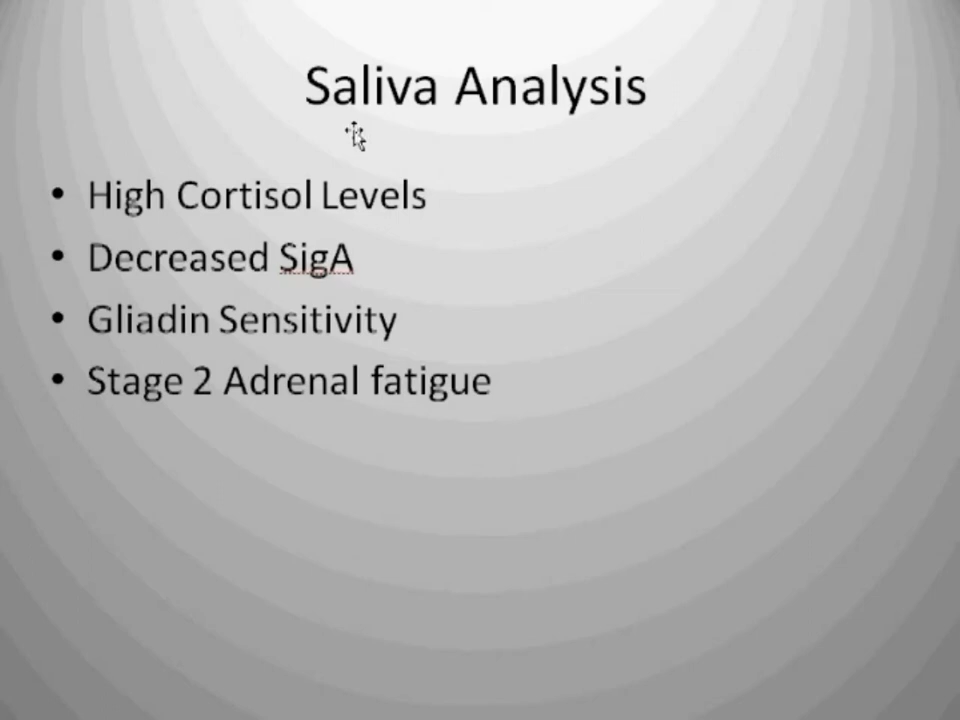 Saliva Analysis
• High Cortisol Levels
• Decreased SigA
• Gliadin Sensitivity
• Stage 2 Adrenal fatigue